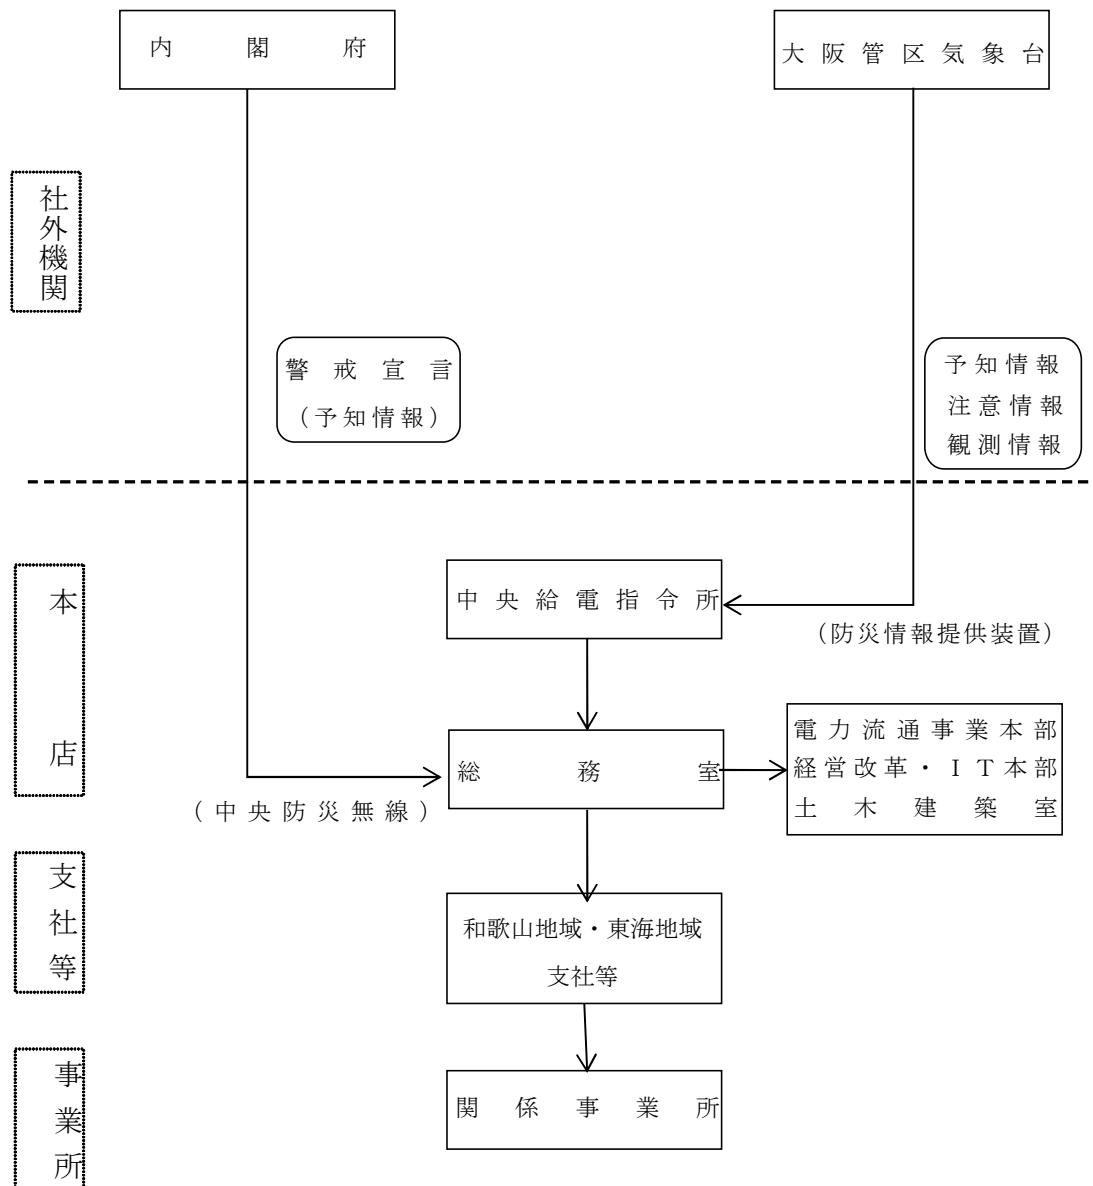 内閣府
大阪管区気象台
社外機関
警戒宣言
（予知情報）
予知情報
注意情報
観測情報
本店
中央給電指令所
（防災情報提供装置）
総務室
電力流通事業本部
経営改革・ＩＴ本部
土木建築室
（中央防災無線）
支社等
和歌山地域・東海地域
支社等
事業所
関係事業所